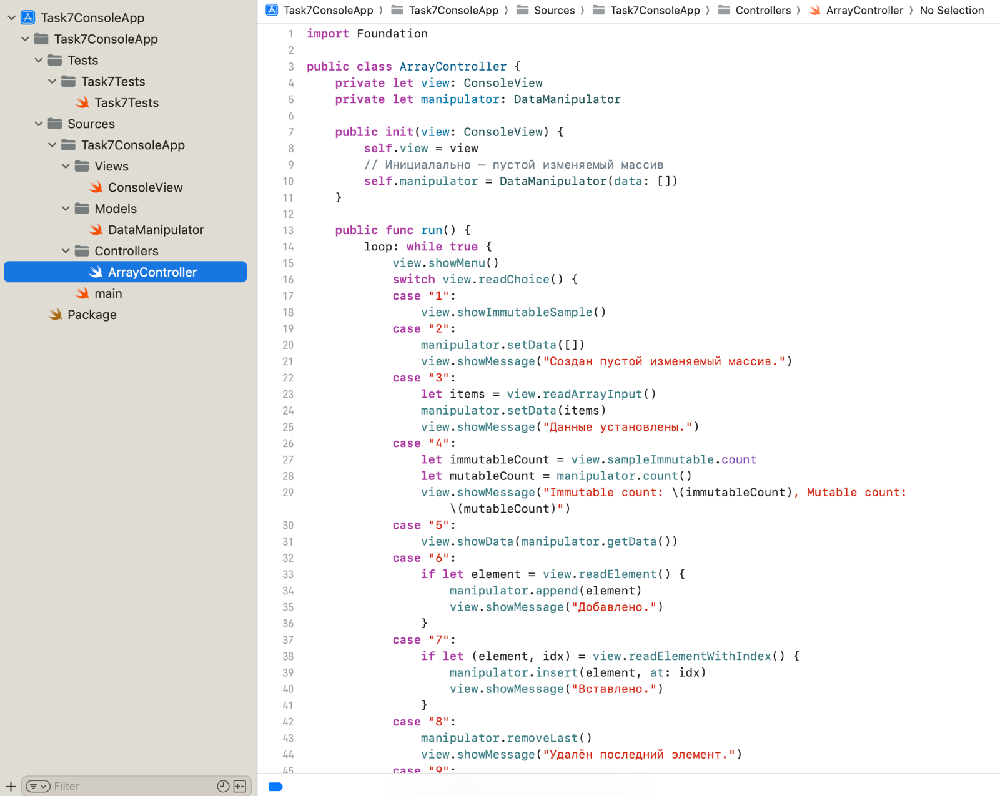 Task7ConsoleApp
Task7ConsoleApp
Tests
Task7Tests
Task7Tests
Sources
Task7ConsoleApp
Views
ConsoleView
Models
DataManipulator
Controllers
ArrayController
main
Package
Filter
Task7ConsoleApp 〉 Task7ConsoleApp 〉 Sources 〉 Task7ConsoleApp 〉 Controllers 〉 ArrayController 〉 No Selection
1 import Foundation
2
3 public class ArrayController {
4     private let view: ConsoleView
5     private let manipulator: DataManipulator
6
7     public init(view: ConsoleView) {
8         self.view = view
9         // Инициалально — пустой изменяемый массив
10         self.manipulator = DataManipulator(data: [])
11     }
12
13     public func run() {
14         loop: while true {
15             view.showMenu()
16             switch view.readChoice() {
17             case "1":
18                 view.showImmutableSample()
19             case "2":
20                 manipulator.setData([])
21                 view.showMessage("Создан пустой изменяемый массив.")
22             case "3":
23                 let items = view.readArrayInput()
24                 manipulator.setData(items)
25                 view.showMessage("Данные установлены.")
26             case "4":
27                 let immutableCount = view.sampleImmutable.count
28                 let mutableCount = manipulator.count()
29                 view.showMessage("Immutable count: \(immutableCount), Mutable count:
\(mutableCount)")
30             case "5":
31                 view.showData(manipulator.getData())
32             case "6":
33                 if let element = view.readElement() {
34                     manipulator.append(element)
35                     view.showMessage("Добавлено.")
36                 }
37             case "7":
38                 if let (element, idx) = view.readElementWithIndex() {
39                     manipulator.insert(element, at: idx)
40                     view.showMessage("Вставлено.")
41                 }
42             case "8":
43                 manipulator.removeLast()
44                 view.showMessage("Удалён последний элемент.")
45             case "9":